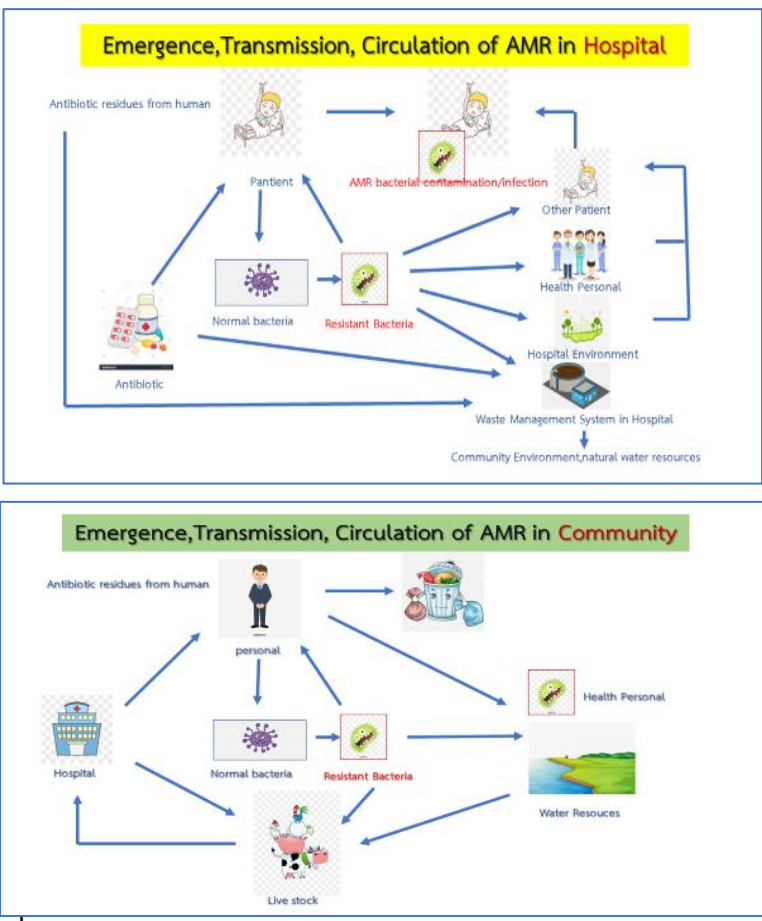 Emergence,Transmission, Circulation of AMR in Hospital
Antibiotic residues from human
Pantient
AMR bacterial contamination/infection
Other Patient
Health Personal
Normal bacteria
Resistant Bacteria
Hospital Environment
Antibiotic
Waste Management System in Hospital
Community Environment,natural water resources
Emergence,Transmission, Circulation of AMR in Community
Antibiotic residues from human
personal
Health Personal
Hospital
Normal bacteria
Resistant Bacteria
Water Resouces
Live stock